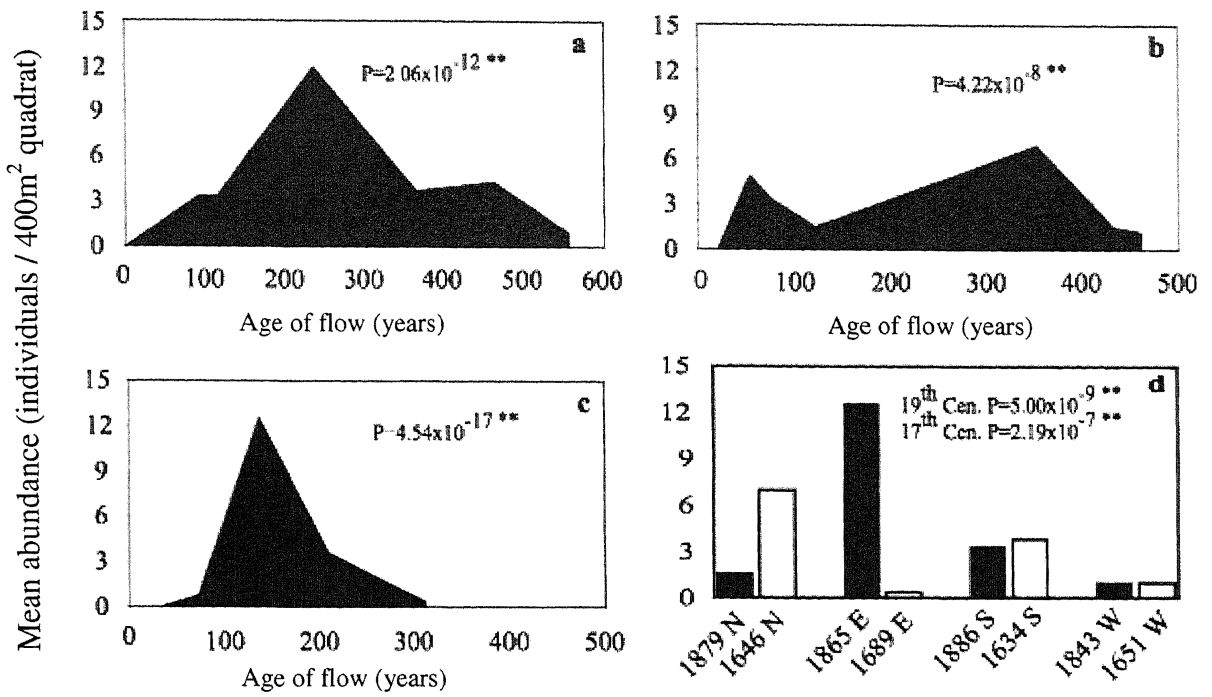 Mean abundance (individuals / 400m² quadrat)
15
12
9
6
3
0
a
P=2 06x10⁻¹² **
0 100 200 300 400 500 600
Age of flow (years)
15
12
9
6
3
0
b
P=4.22x10⁻⁸ **
0 100 200 300 400 500
Age of flow (years)
15
12
9
6
3
0
c
P=4.54x10⁻¹⁷ **
0 100 200 300 400 500
Age of flow (years)
15
12
9
6
3
0
d
19th Cen. P=5.00x10⁻⁹ **
17th Cen. P=2.19x10⁻⁷ **
1879 N
1646 N
1865 E
1689 E
1886 S
1634 S
1843 W
1651 W